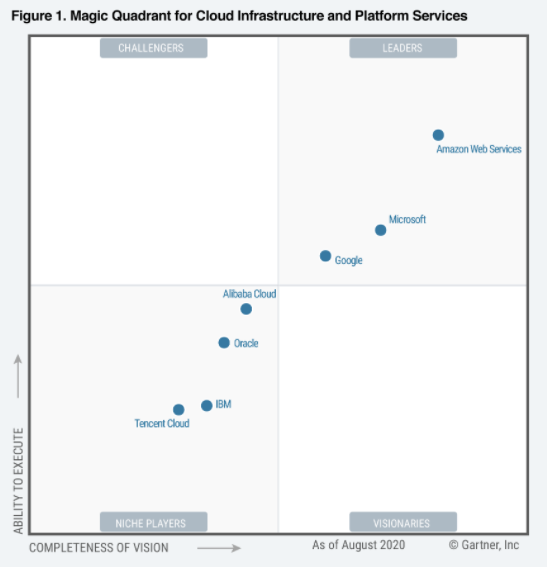 Figure 1. Magic Quadrant for Cloud Infrastructure and Platform Services
CHALLENGERS
LEADERS
Amazon Web Services
Microsoft
Google
Alibaba Cloud
Oracle
IBM
Tencent Cloud
ABILITY TO EXECUTE
NICHE PLAYERS
VISIONARIES
COMPLETENESS OF VISION
As of August 2020
© Gartner, Inc